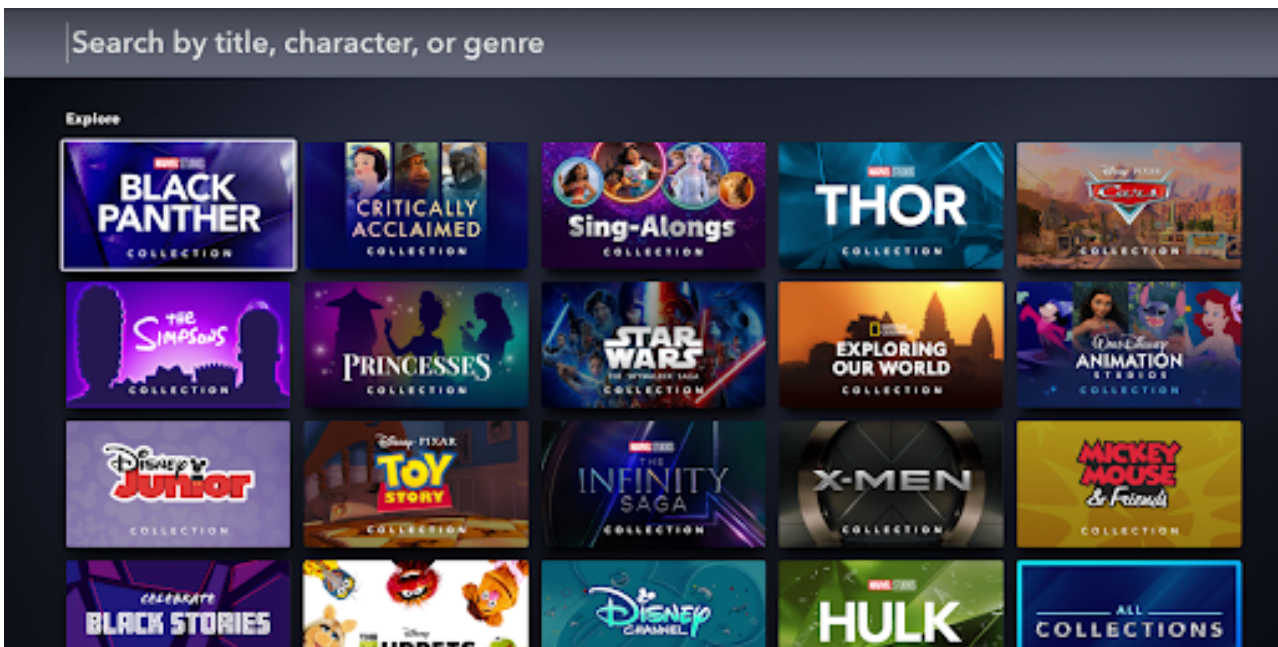 Search by title, character, or genre
Explore
MARVEL STUDIOS
BLACK
PANTHER
COLLECTION
CRITICALLY
ACCLAIMED
COLLECTION
Sing-Alongs
COLLECTION
MARVEL STUDIOS
THOR
COLLECTION
Disney PIXAR
Cars
COLLECTION
THE
SIMPSONS
COLLECTION
PRINCESSES
COLLECTION
STAR
WARS
THE SKYWALKER SAGA
COLLECTION
NATIONAL
GEOGRAPHIC
EXPLORING
OUR WORLD
COLLECTION
Walt Disney
ANIMATION
STUDIOS
COLLECTION
Disney
Junior
COLLECTION
Disney · PIXAR
TOY
STORY
COLLECTION
MARVEL STUDIOS
THE
INFINITY
SAGA
COLLECTION
X-MEN
COLLECTION
MICKEY
MOUSE
& Friends
COLLECTION
CELEBRATE
BLACK STORIES
THE Disney
MUPPETS
Disney
CHANNEL
MARVEL STUDIOS
HULK
ALL
COLLECTIONS